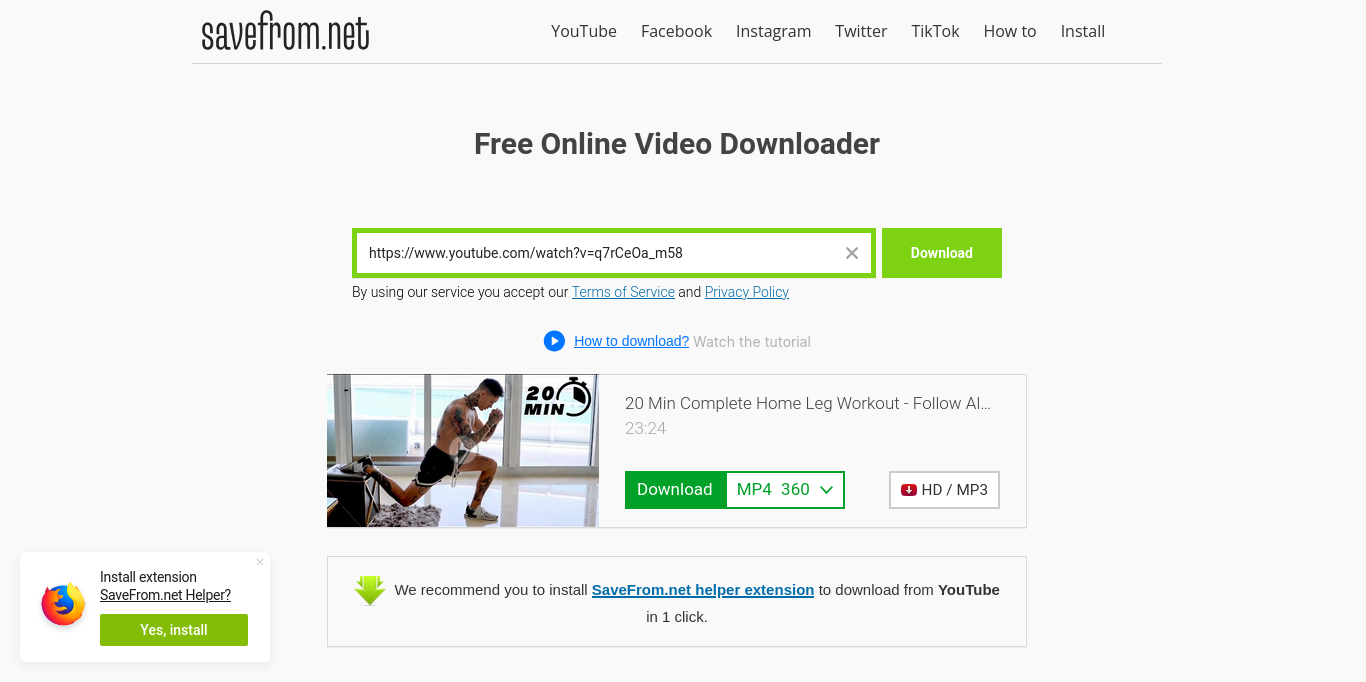 savefrom.net
YouTube Facebook Instagram Twitter TikTok How to Install
Free Online Video Downloader
https://www.youtube.com/watch?v=q7rCeOa_m58
Download
By using our service you accept our Terms of Service and Privacy Policy
How to download? Watch the tutorial
20
MIN
20 Min Complete Home Leg Workout - Follow Al...
23:24
Download MP4 360
HD / MP3
We recommend you to install SaveFrom.net helper extension to download from YouTube
in 1 click.
Install extension
SaveFrom.net Helper?
Yes, install